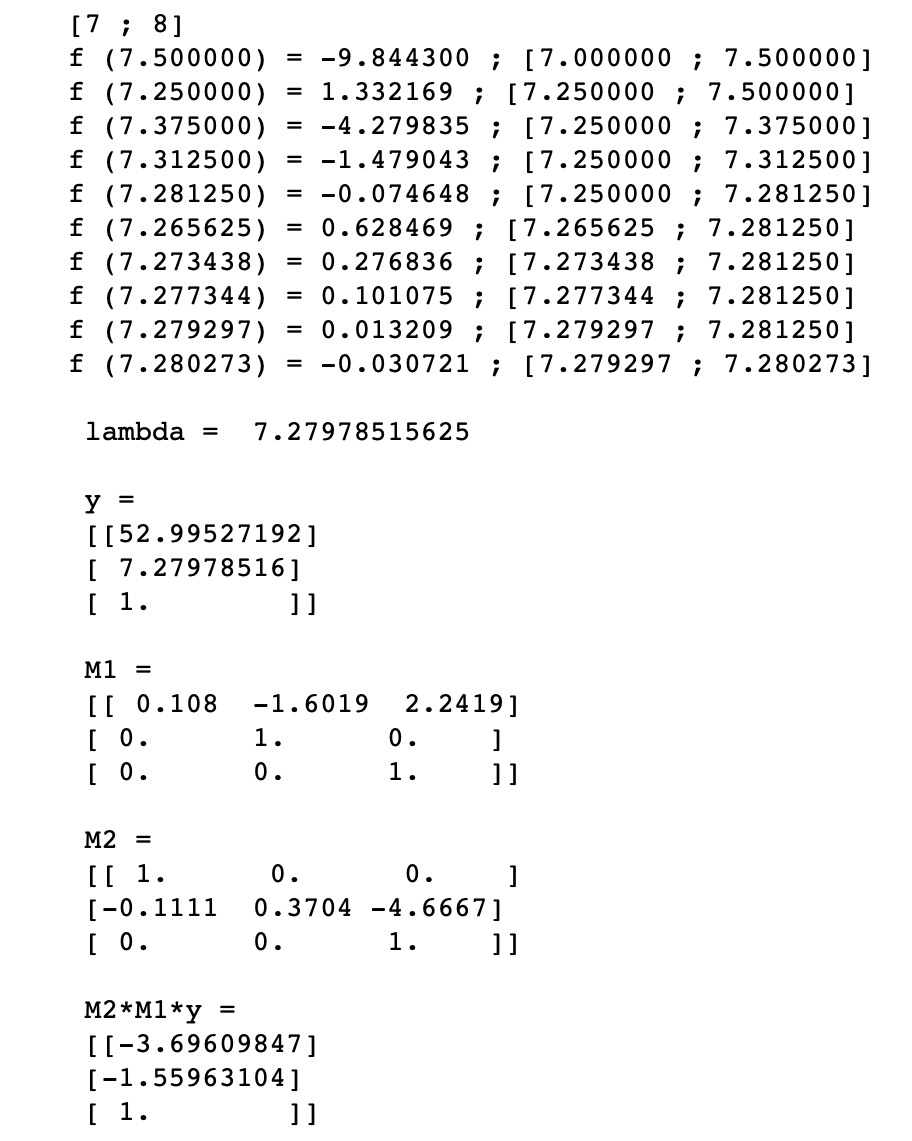 [7 ; 8]
f (7.500000) = -9.844300 ; [7.000000 ; 7.500000]
f (7.250000) = 1.332169 ; [7.250000 ; 7.500000]
f (7.375000) = -4.279835 ; [7.250000 ; 7.375000]
f (7.312500) = -1.479043 ; [7.250000 ; 7.312500]
f (7.281250) = -0.074648 ; [7.250000 ; 7.281250]
f (7.265625) = 0.628469 ; [7.265625 ; 7.281250]
f (7.273438) = 0.276836 ; [7.273438 ; 7.281250]
f (7.277344) = 0.101075 ; [7.277344 ; 7.281250]
f (7.279297) = 0.013209 ; [7.279297 ; 7.281250]
f (7.280273) = -0.030721 ; [7.279297 ; 7.280273]
lambda =  7.27978515625
y =
[[52.99527192]
[ 7.27978516]
[ 1.        ]]
M1 =
[[ 0.108  -1.6019  2.2419]
[ 0.      1.      0.    ]
[ 0.      0.      1.    ]]
M2 =
[[ 1.      0.      0.    ]
[-0.1111  0.3704 -4.6667]
[ 0.      0.      1.    ]]
M2*M1*y =
[[-3.69609847]
[-1.55963104]
[ 1.        ]]